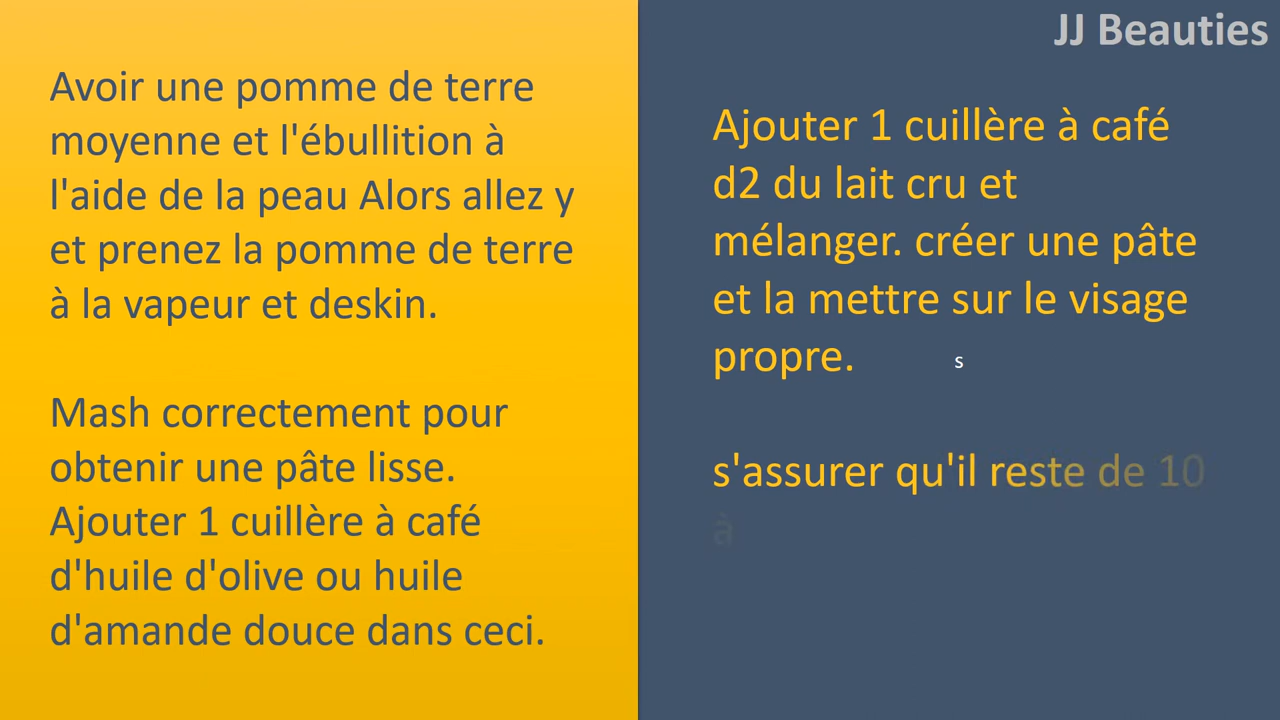 JJ Beauties
Avoir une pomme de terre
moyenne et l'ébullition à
l'aide de la peau Alors allez y
et prenez la pomme de terre
à la vapeur et deskin.
Mash correctement pour
obtenir une pâte lisse.
Ajouter 1 cuillère à café
d'huile d'olive ou huile
d'amande douce dans ceci.
Ajouter 1 cuillère à café
d2 du lait cru et
mélanger. créer une pâte
et la mettre sur le visage
propre.
s
s'assurer qu'il reste de 10
à